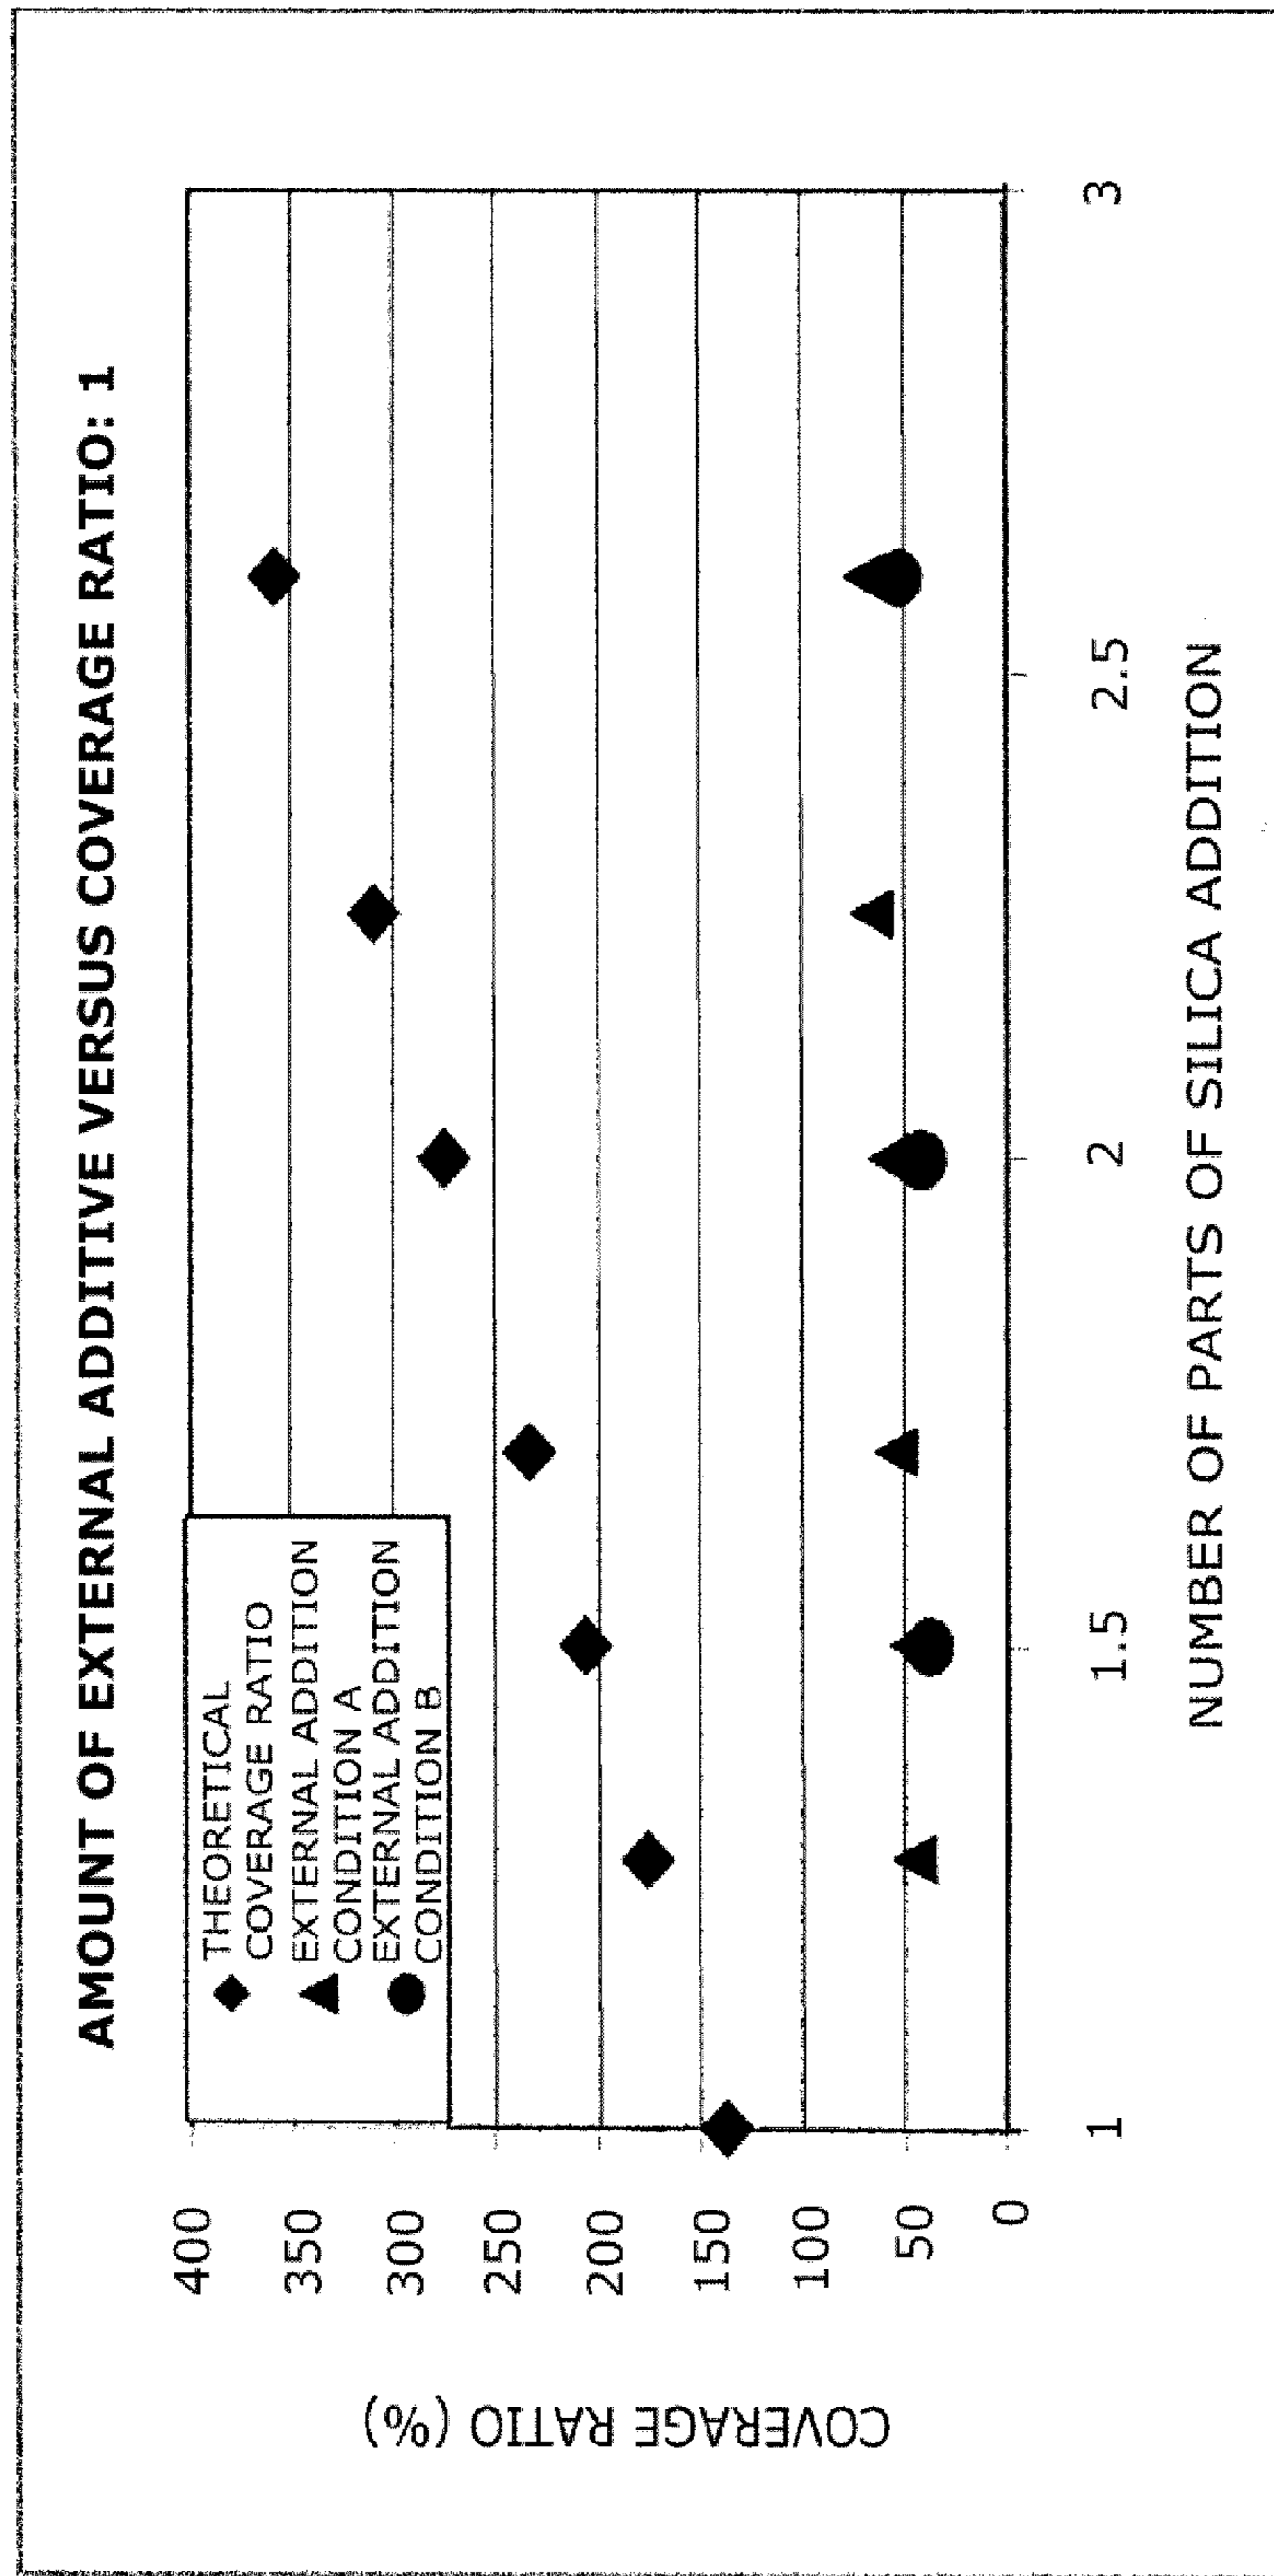 AMOUNT OF EXTERNAL ADDITIVE VERSUS COVERAGE RATIO: 1
400
350
300
250
200
150
100
50
0
COVERAGE RATIO (%)
THEORETICAL
COVERAGE RATIO
EXTERNAL ADDITION
CONDITION A
EXTERNAL ADDITION
CONDITION B
1
1.5
2
2.5
3
NUMBER OF PARTS OF SILICA ADDITION